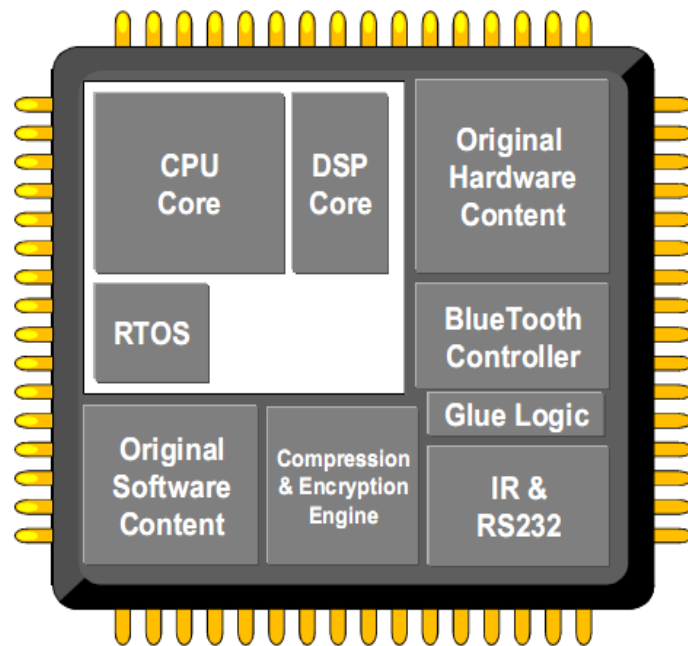 CPU
Core
DSP
Core
Original
Hardware
Content
RTOS
BlueTooth
Controller
Glue Logic
Original
Software
Content
Compression
& Encryption
Engine
IR &
RS232